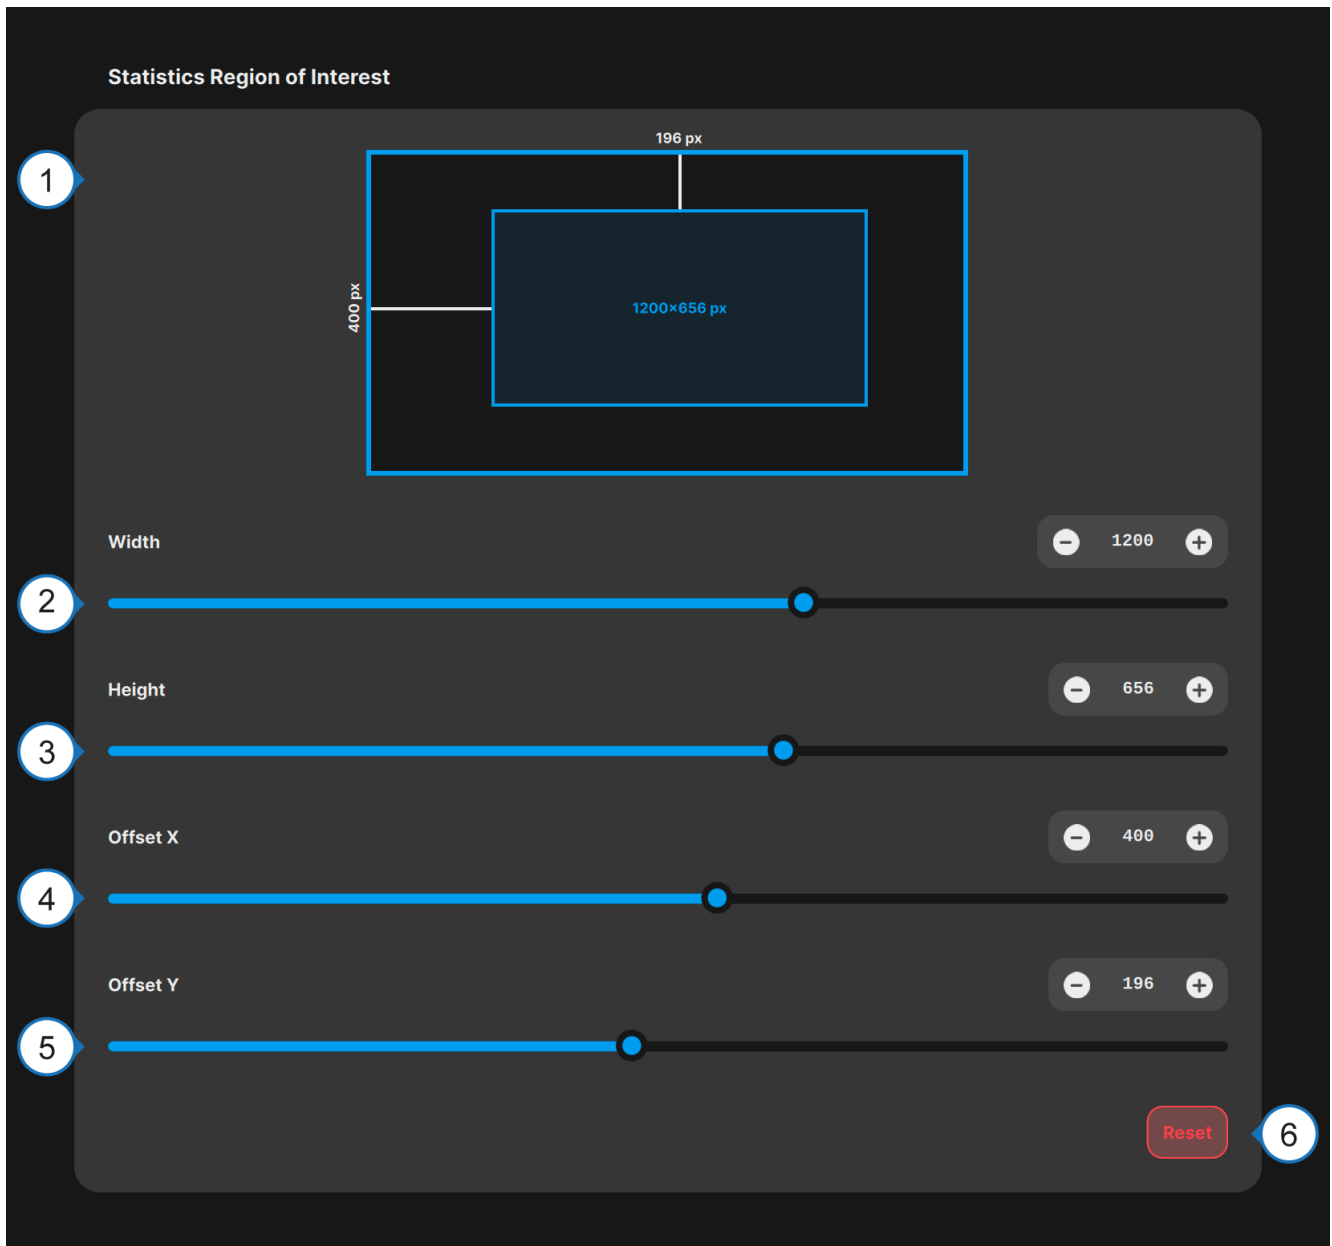 Statistics Region of Interest
196 px
1
400 px
1200×656 px
Width
1200
2
Height
656
3
Offset X
400
4
Offset Y
196
5
Reset
6